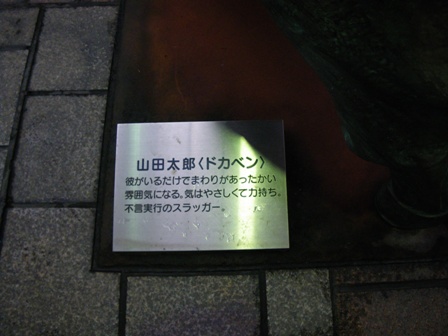 山田太郎〈ドカベン〉
彼がいるだけでまわりがあったかい
雰囲気になる。気はやさしくて力持ち。
不言実行のスラッガー。